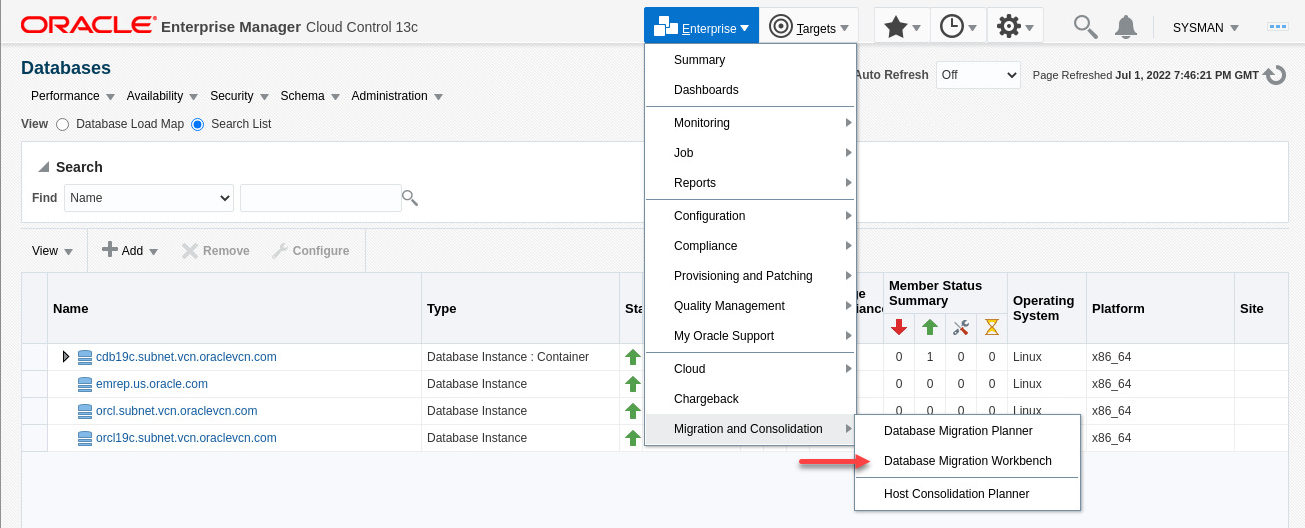 ORACLE® Enterprise Manager Cloud Control 13c
Enterprise Targets SYSMAN
Databases
Auto Refresh Off Page Refreshed Jul 1, 2022 7:46:21 PM GMT
Performance Availability Security Schema Administration
View Database Load Map Search List
Search
Find Name
View Add Remove Configure
Name Type Sta Member Status Summary Operating System Platform Site
cdb19c.subnet.vcn.oraclevcn.com Database Instance : Container 0 1 0 0 Linux x86_64
emrep.us.oracle.com Database Instance 0 0 0 0 Linux x86_64
orcl.subnet.vcn.oraclevcn.com Database Instance 0 0 0 0 Linux x86_64
orcl19c.subnet.vcn.oraclevcn.com Database Instance x86_64
Summary
Dashboards
Monitoring
Job
Reports
Configuration
Compliance
Provisioning and Patching
Quality Management
My Oracle Support
Cloud
Chargeback
Migration and Consolidation
Database Migration Planner
Database Migration Workbench
Host Consolidation Planner